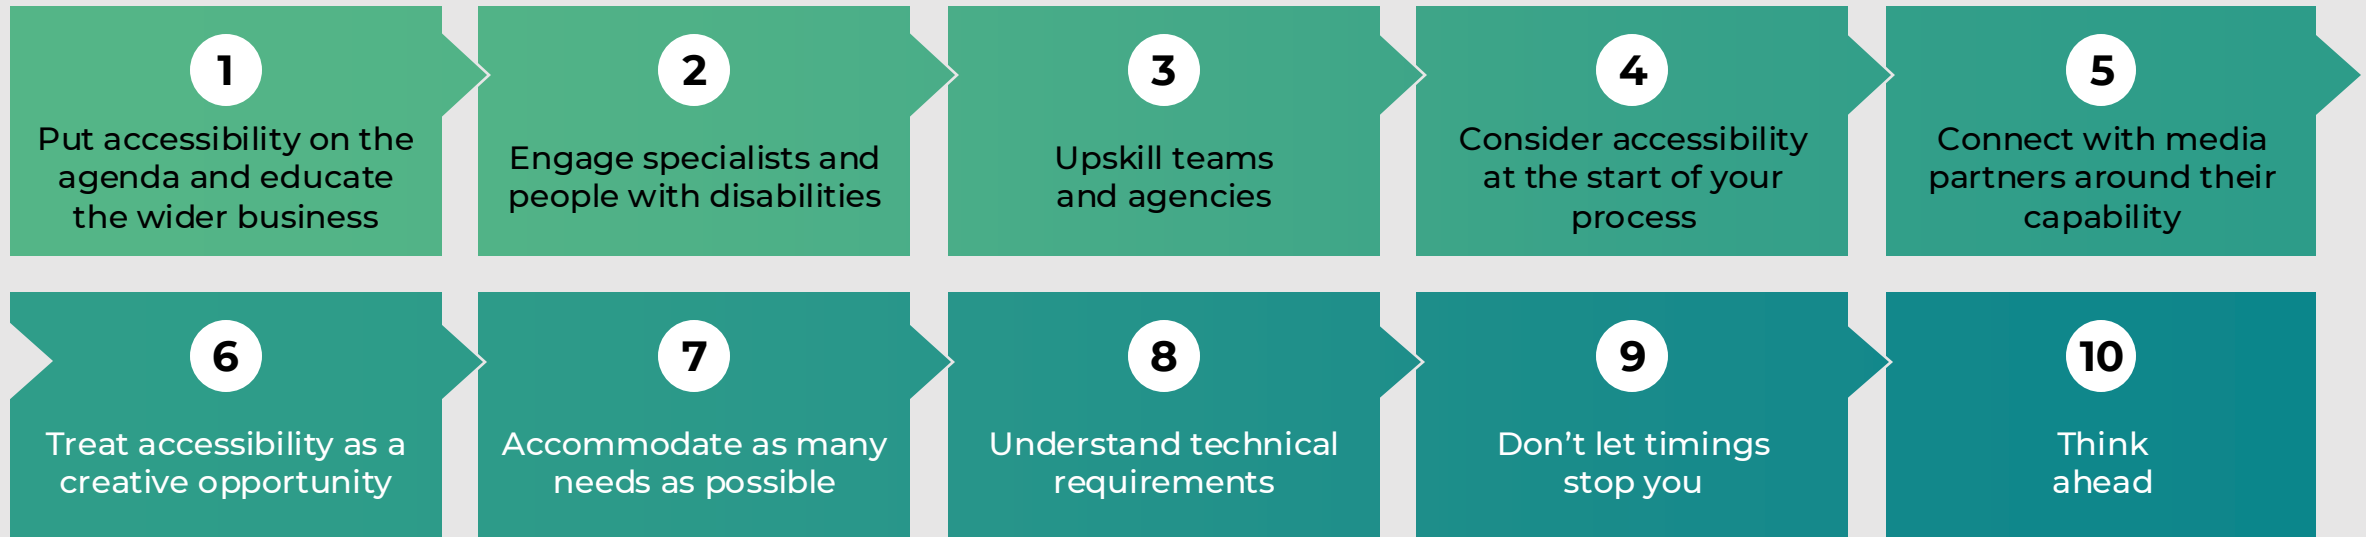 1
Put accessibility on the
agenda and educate
the wider business
2
Engage specialists and
people with disabilities
3
Upskill teams
and agencies
4
Consider accessibility
at the start of your
process
5
Connect with media
partners around their
capability
6
Treat accessibility as a
creative opportunity
7
Accommodate as many
needs as possible
8
Understand technical
requirements
9
Don’t let timings
stop you
10
Think
ahead